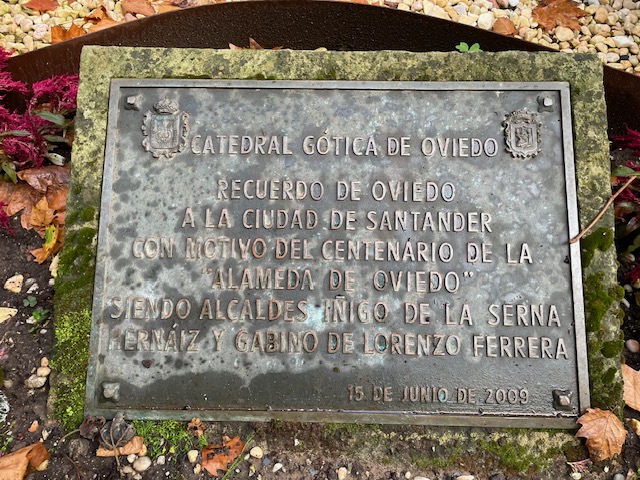 CATEDRAL GÓTICA DE OVIEDO
RECUERDO DE OVIEDO
A LA CIUDAD DE SANTANDER
CON MOTIVO DEL CENTENÁRIO DE LA
"ALAMEDA DE OVIEDO"
SIENDO ALCALDES IÑIGO DE LA SERNA
HERNÁIZ Y GABINO DE LORENZO FERRERA
15 DE JUNIO DE 2009